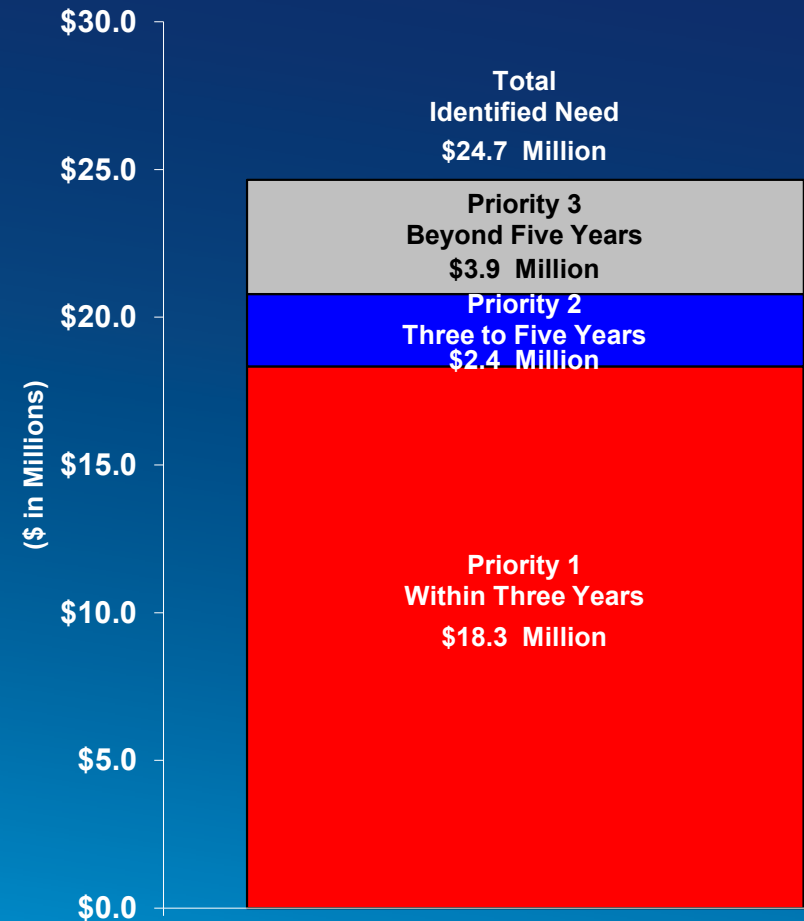 $30.0
$25.0
$20.0
$15.0
$10.0
$5.0
$0.0
($ in Millions)
Total
Identified Need
$24.7 Million
Priority 3
Beyond Five Years
$3.9 Million
Priority 2
Three to Five Years
$2.4 Million
Priority 1
Within Three Years
$18.3 Million